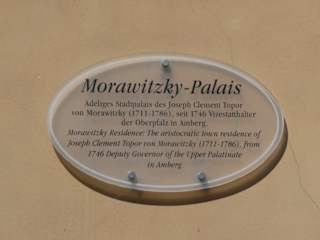 Morawitzky-Palais
Adeliges Stadtpalais des Joseph Clement Topor
von Morawitzky (1711-1786), seit 1746 Vizestatthalter
der Oberpfalz in Amberg.
Morawitzky Residence: The aristocratic town residence of
Joseph Clement Topor von Morawitzky (1711-1786), from
1746 Deputy Governor of the Upper Palatinate
in Amberg